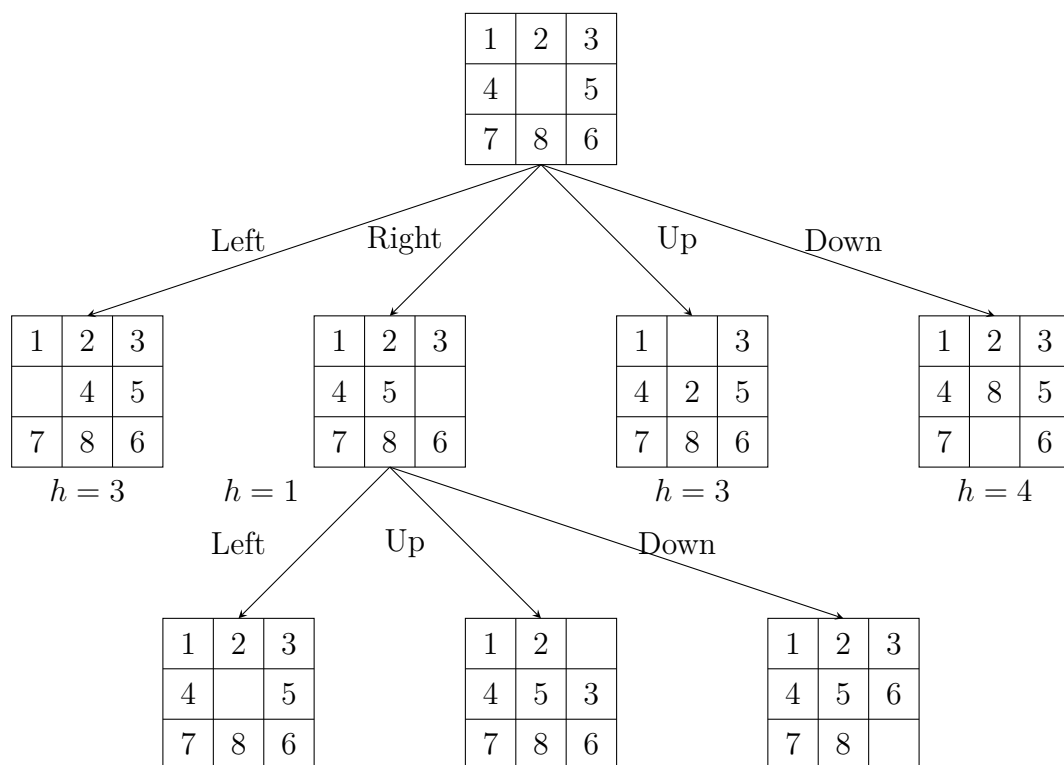 1 2 3
4 5
7 8 6
Left Right Up Down
1 2 3 1 2 3 1 3 1 2 3
4 5 4 5 4 2 5 4 8 5
7 8 6 7 8 6 7 8 6 7 6
h = 3 h = 1 h = 3 h = 4
Left Up Down
1 2 3 1 2 1 2 3
4 5 4 5 3 4 5 6
7 8 6 7 8 6 7 8